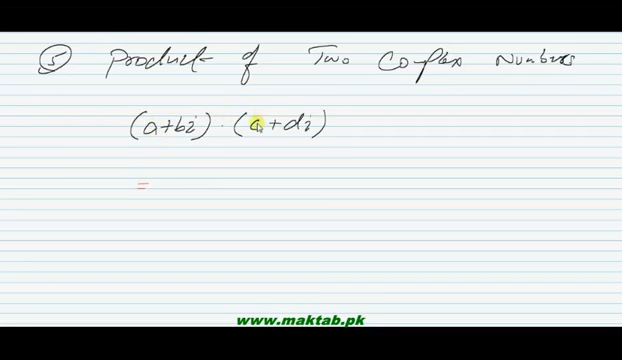 ⑤ Product of Two Complex Numbers
(a+bi) · (a+di)
=
www.maktab.pk